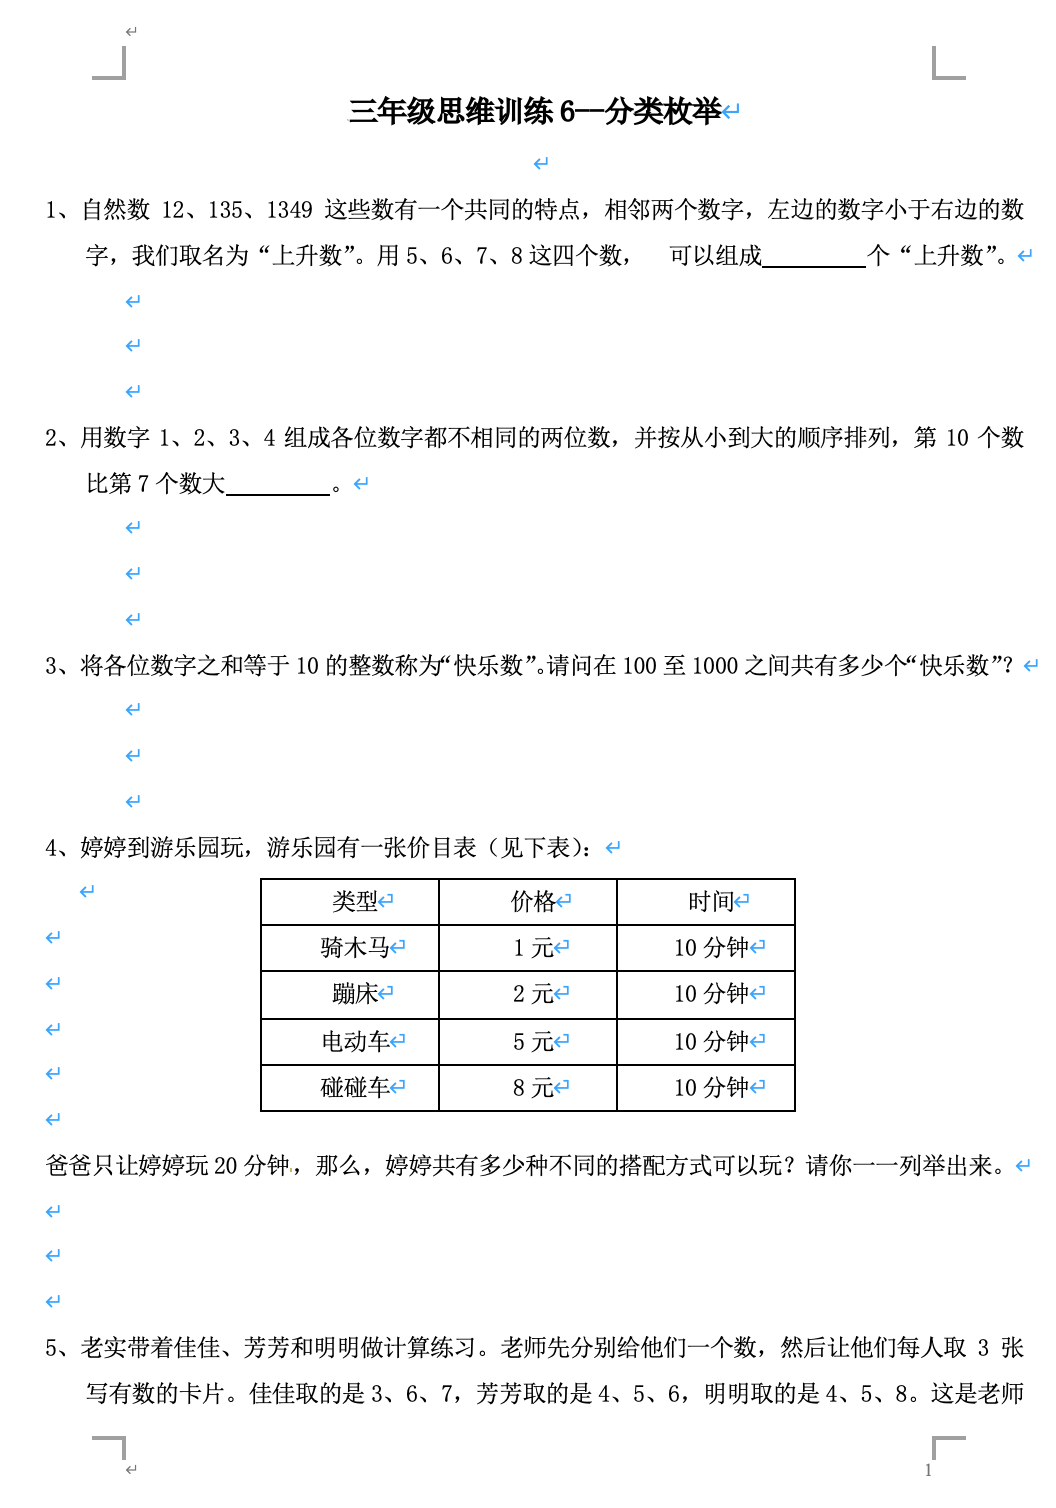 三年级思维训练 6--分类枚举
1、自然数 12、135、1349 这些数有一个共同的特点，相邻两个数字，左边的数字小于右边的数
字，我们取名为“上升数”。用 5、6、7、8 这四个数， 可以组成________个“上升数”。
2、用数字 1、2、3、4 组成各位数字都不相同的两位数，并按从小到大的顺序排列，第 10 个数
比第 7 个数大________。
3、将各位数字之和等于 10 的整数称为“快乐数”。请问在 100 至 1000 之间共有多少个“快乐数”？
4、婷婷到游乐园玩，游乐园有一张价目表（见下表）：
类型 价格 时间
骑木马 1 元 10 分钟
蹦床 2 元 10 分钟
电动车 5 元 10 分钟
碰碰车 8 元 10 分钟
爸爸只让婷婷玩 20 分钟，那么，婷婷共有多少种不同的搭配方式可以玩？请你一一列举出来。
5、老实带着佳佳、芳芳和明明做计算练习。老师先分别给他们一个数，然后让他们每人取 3 张
写有数的卡片。佳佳取的是 3、6、7，芳芳取的是 4、5、6，明明取的是 4、5、8。这是老师
1